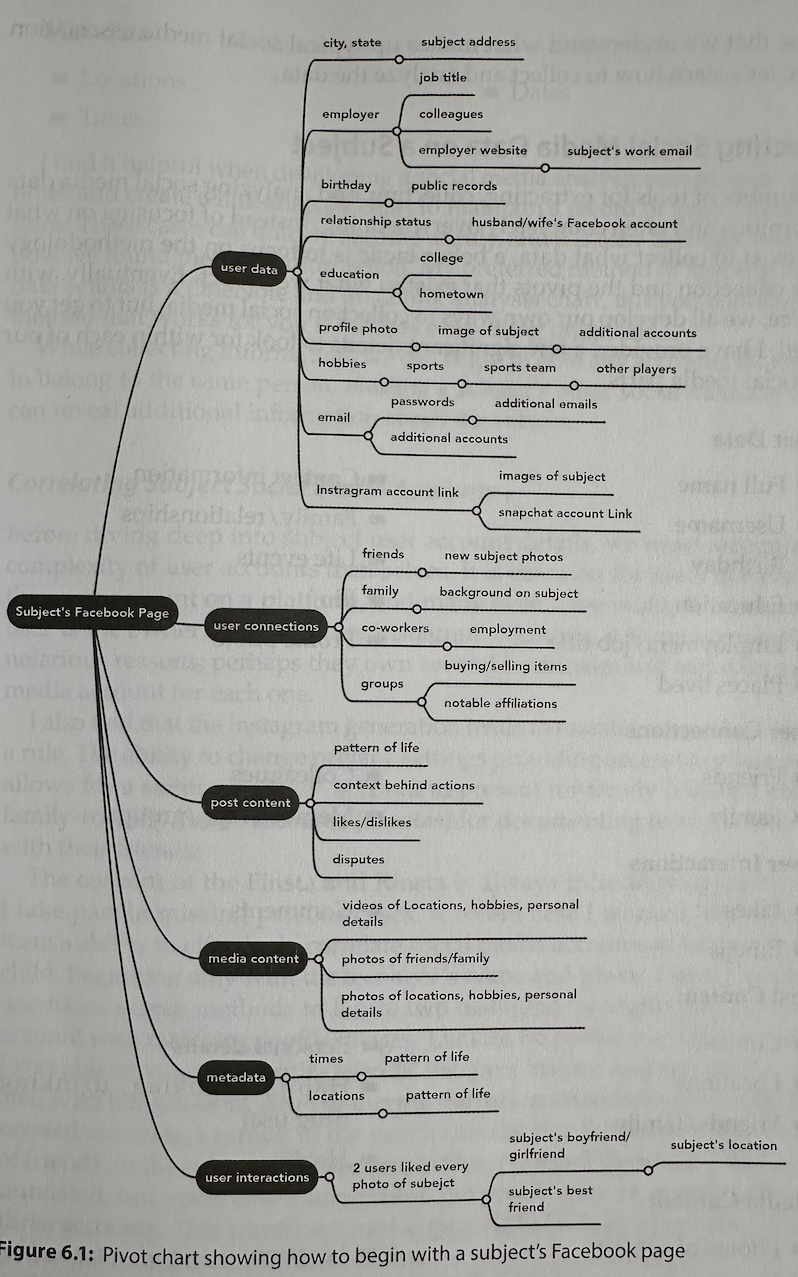 city, state
subject address
job title
employer
colleagues
employer website
subject's work email
birthday
public records
relationship status
husband/wife's Facebook account
college
user data
education
hometown
profile photo
image of subject
additional accounts
hobbies
sports
sports team
other players
passwords
additional emails
email
additional accounts
images of subject
Instragram account link
snapchat account Link
friends
new subject photos
family
background on subject
Subject's Facebook Page
user connections
co-workers
employment
buying/selling items
groups
notable affiliations
pattern of life
context behind actions
post content
likes/dislikes
disputes
videos of Locations, hobbies, personal
details
media content
photos of friends/family
photos of locations, hobbies, personal
details
times
pattern of life
metadata
locations
pattern of life
subject's boyfriend/
girlfriend
subject's location
user interactions
2 users liked every
photo of subejct
subject's best
friend
Figure 6.1: Pivot chart showing how to begin with a subject's Facebook page